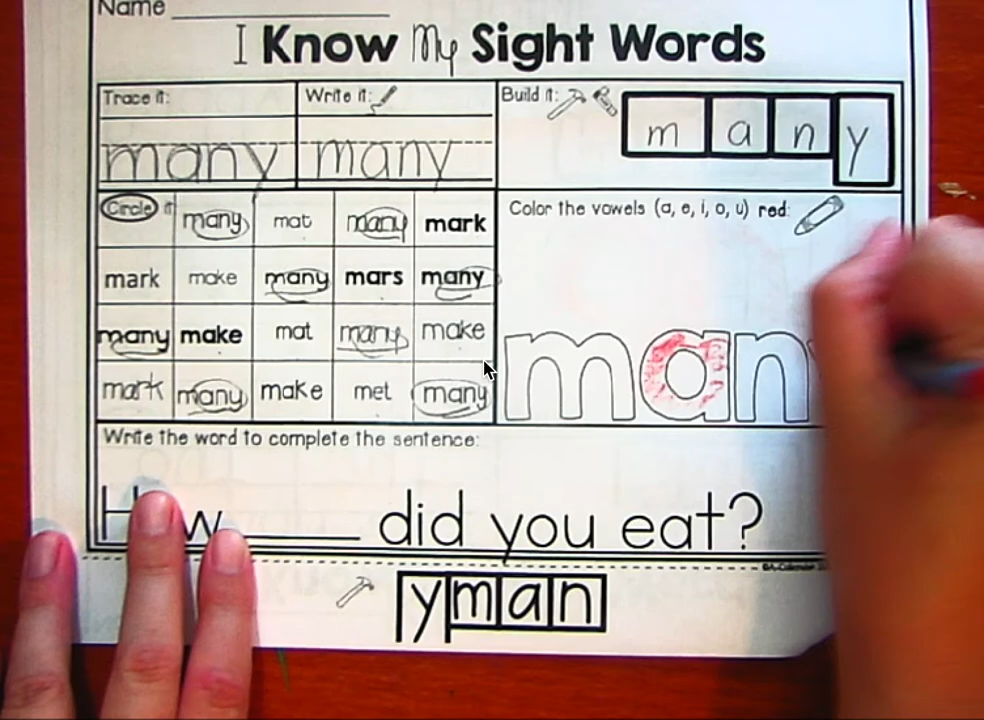 Name
I Know My Sight Words
Trace it: Write it: Build it:
many many m a n y
Circle it many mat many mark
Color the vowels (a, e, i, o, u) red:
mark make many mars many
many make mat many make
mark many make met many
man
Write the word to complete the sentence:
did you eat?
y m a n